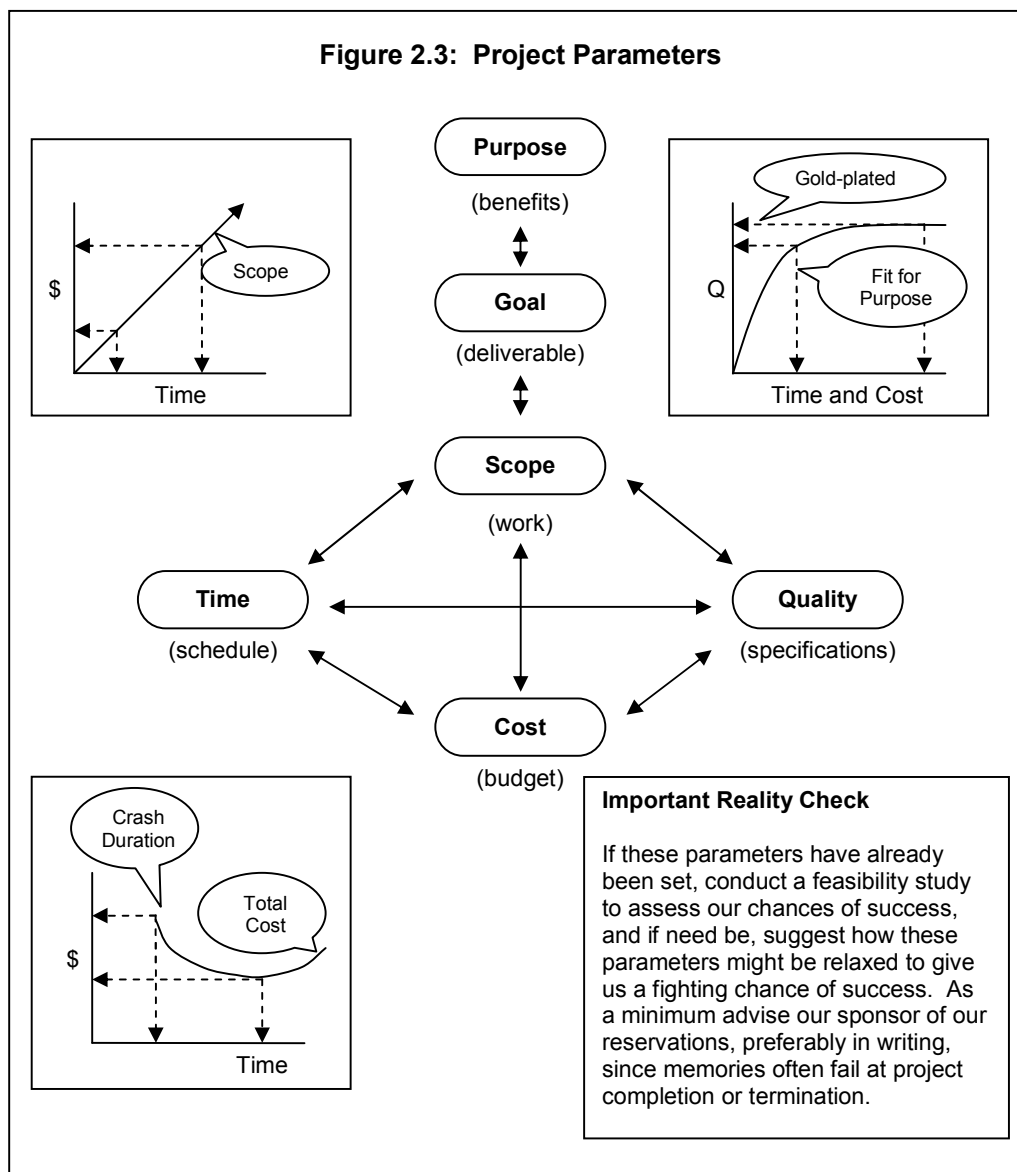 Figure 2.3: Project Parameters
Purpose
(benefits)
Goal
(deliverable)
Scope
(work)
Time
(schedule)
Quality
(specifications)
Cost
(budget)
$
Scope
Time
Gold-plated
Q
Fit for
Purpose
Time and Cost
Crash
Duration
Total
Cost
$
Time
Important Reality Check
If these parameters have already
been set, conduct a feasibility study
to assess our chances of success,
and if need be, suggest how these
parameters might be relaxed to give
us a fighting chance of success. As
a minimum advise our sponsor of our
reservations, preferably in writing,
since memories often fail at project
completion or termination.